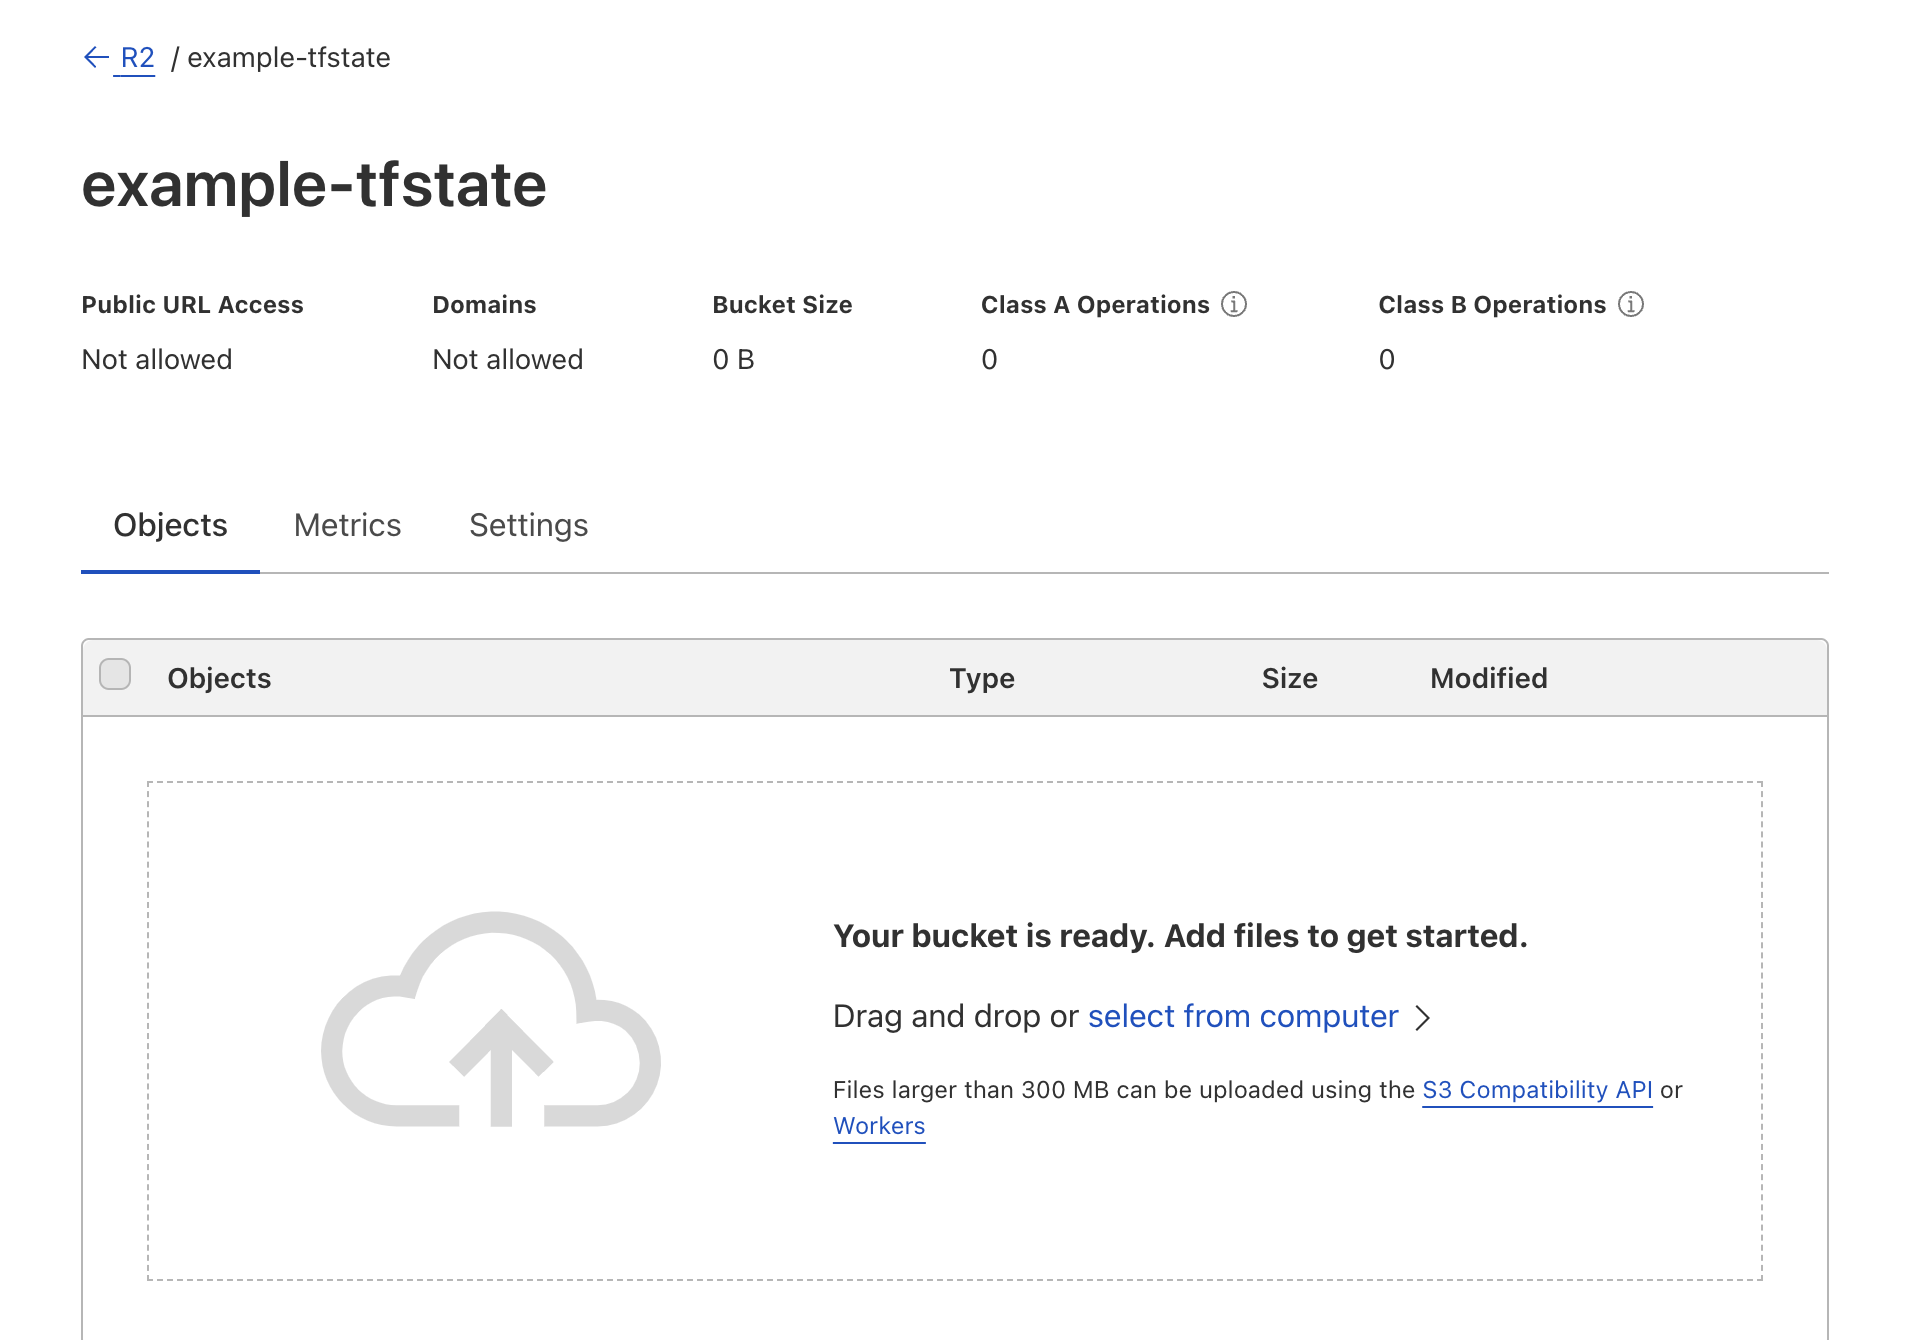 ← R2 / example-tfstate
example-tfstate
Public URL Access Domains Bucket Size Class A Operations Class B Operations
Not allowed Not allowed 0 B 0 0
Objects Metrics Settings
Objects Type Size Modified
Your bucket is ready. Add files to get started.
Drag and drop or select from computer
Files larger than 300 MB can be uploaded using the S3 Compatibility API or
Workers